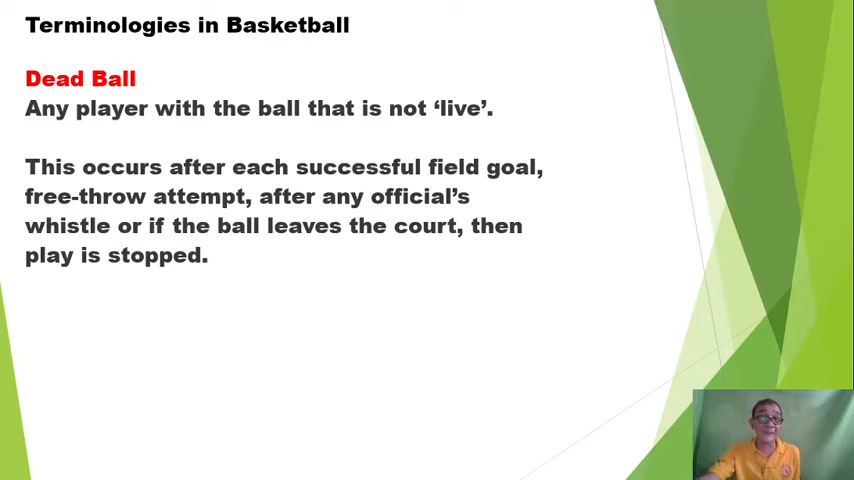 Terminologies in Basketball
Dead Ball
Any player with the ball that is not ‘live’.
This occurs after each successful field goal,
free-throw attempt, after any official’s
whistle or if the ball leaves the court, then
play is stopped.